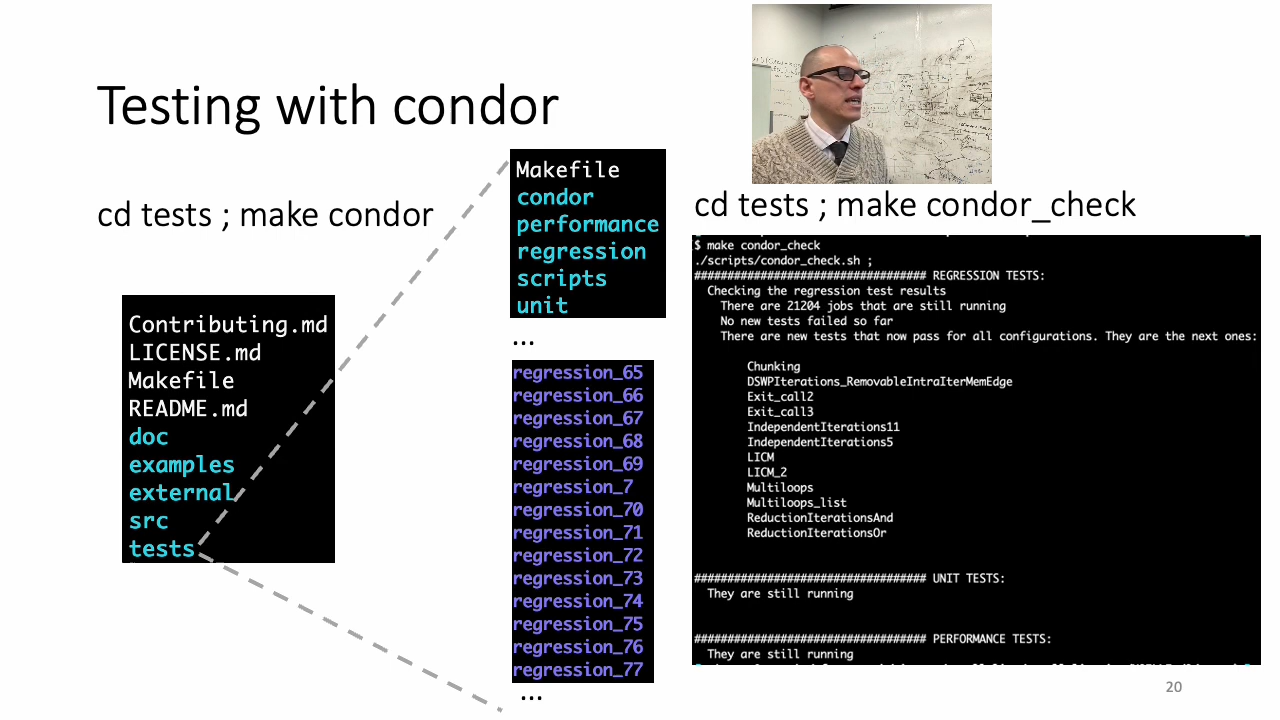 Testing with condor
cd tests ; make condor
Contributing.md
LICENSE.md
Makefile
README.md
doc
examples
external
src
tests
Makefile
condor
performance
regression
scripts
unit
...
regression_65
regression_66
regression_67
regression_68
regression_69
regression_7
regression_70
regression_71
regression_72
regression_73
regression_74
regression_75
regression_76
regression_77
...
cd tests ; make condor_check
$ make condor_check
./scripts/condor_check.sh ;
################################### REGRESSION TESTS:
Checking the regression test results
There are 21204 jobs that are still running
No new tests failed so far
There are new tests that now pass for all configurations. They are the next ones:
Chunking
DSWPIterations_RemovableIntraIterMemEdge
Exit_call2
Exit_call3
IndependentIterations11
IndependentIterations5
LICM
LICM_2
Multiloops
Multiloops_list
ReductionIterationsAnd
ReductionIterationsOr
################################### UNIT TESTS:
They are still running
################################### PERFORMANCE TESTS:
They are still running
20